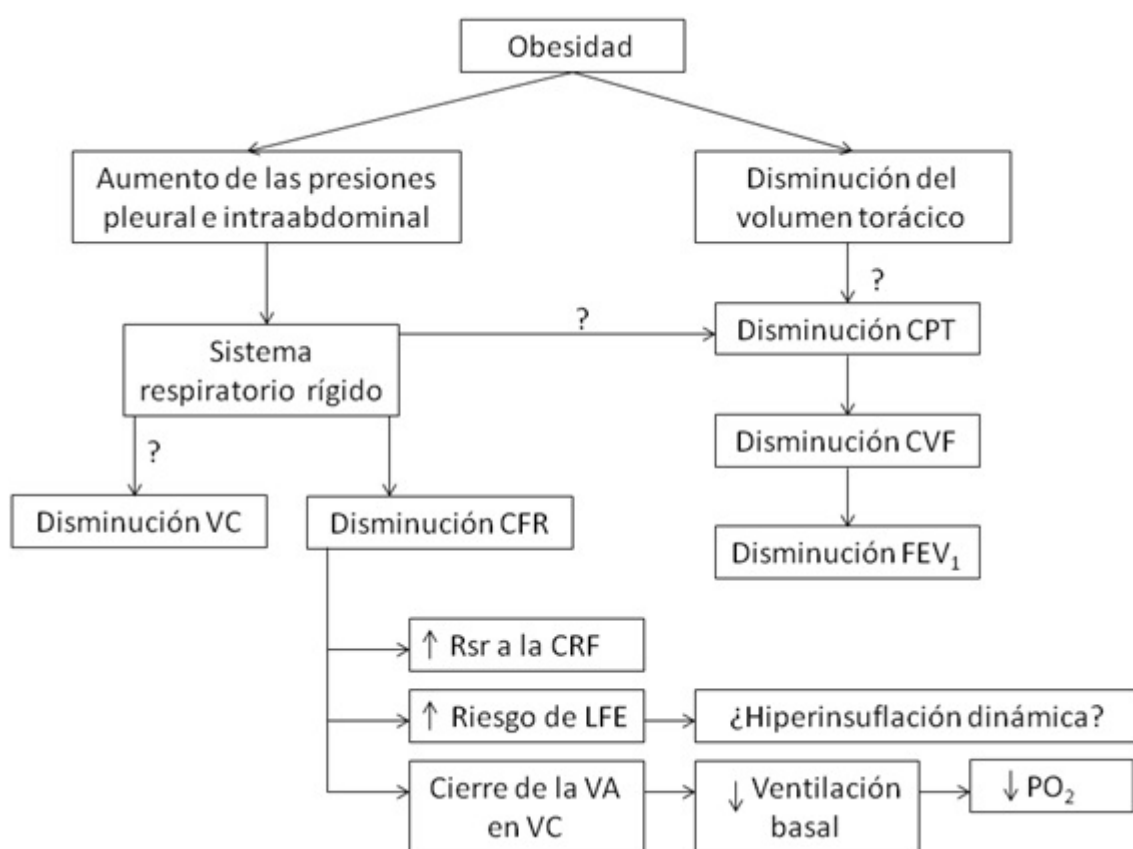 Obesidad
Aumento de las presiones
pleural e intraabdominal
Disminución del
volumen torácico
?
?
Sistema
respiratorio rígido
Disminución CPT
?
Disminución CVF
Disminución VC
Disminución CFR
Disminución FEV₁
↑ Rsr a la CRF
↑ Riesgo de LFE
¿Hiperinsuflación dinámica?
Cierre de la VA
en VC
↓ Ventilación
basal
↓ PO₂